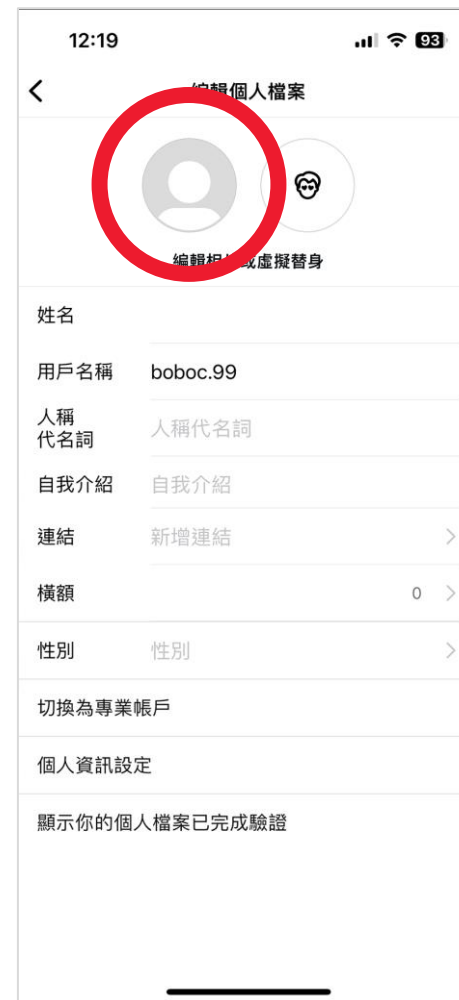 12:19
93
編輯個人檔案
編輯相片或虛擬替身
姓名
用戶名稱 boboc.99
人稱
代名詞 人稱代名詞
自我介紹 自我介紹
連結 新增連結
橫額 0
性別 性別
切換為專業帳戶
個人資訊設定
顯示你的個人檔案已完成驗證